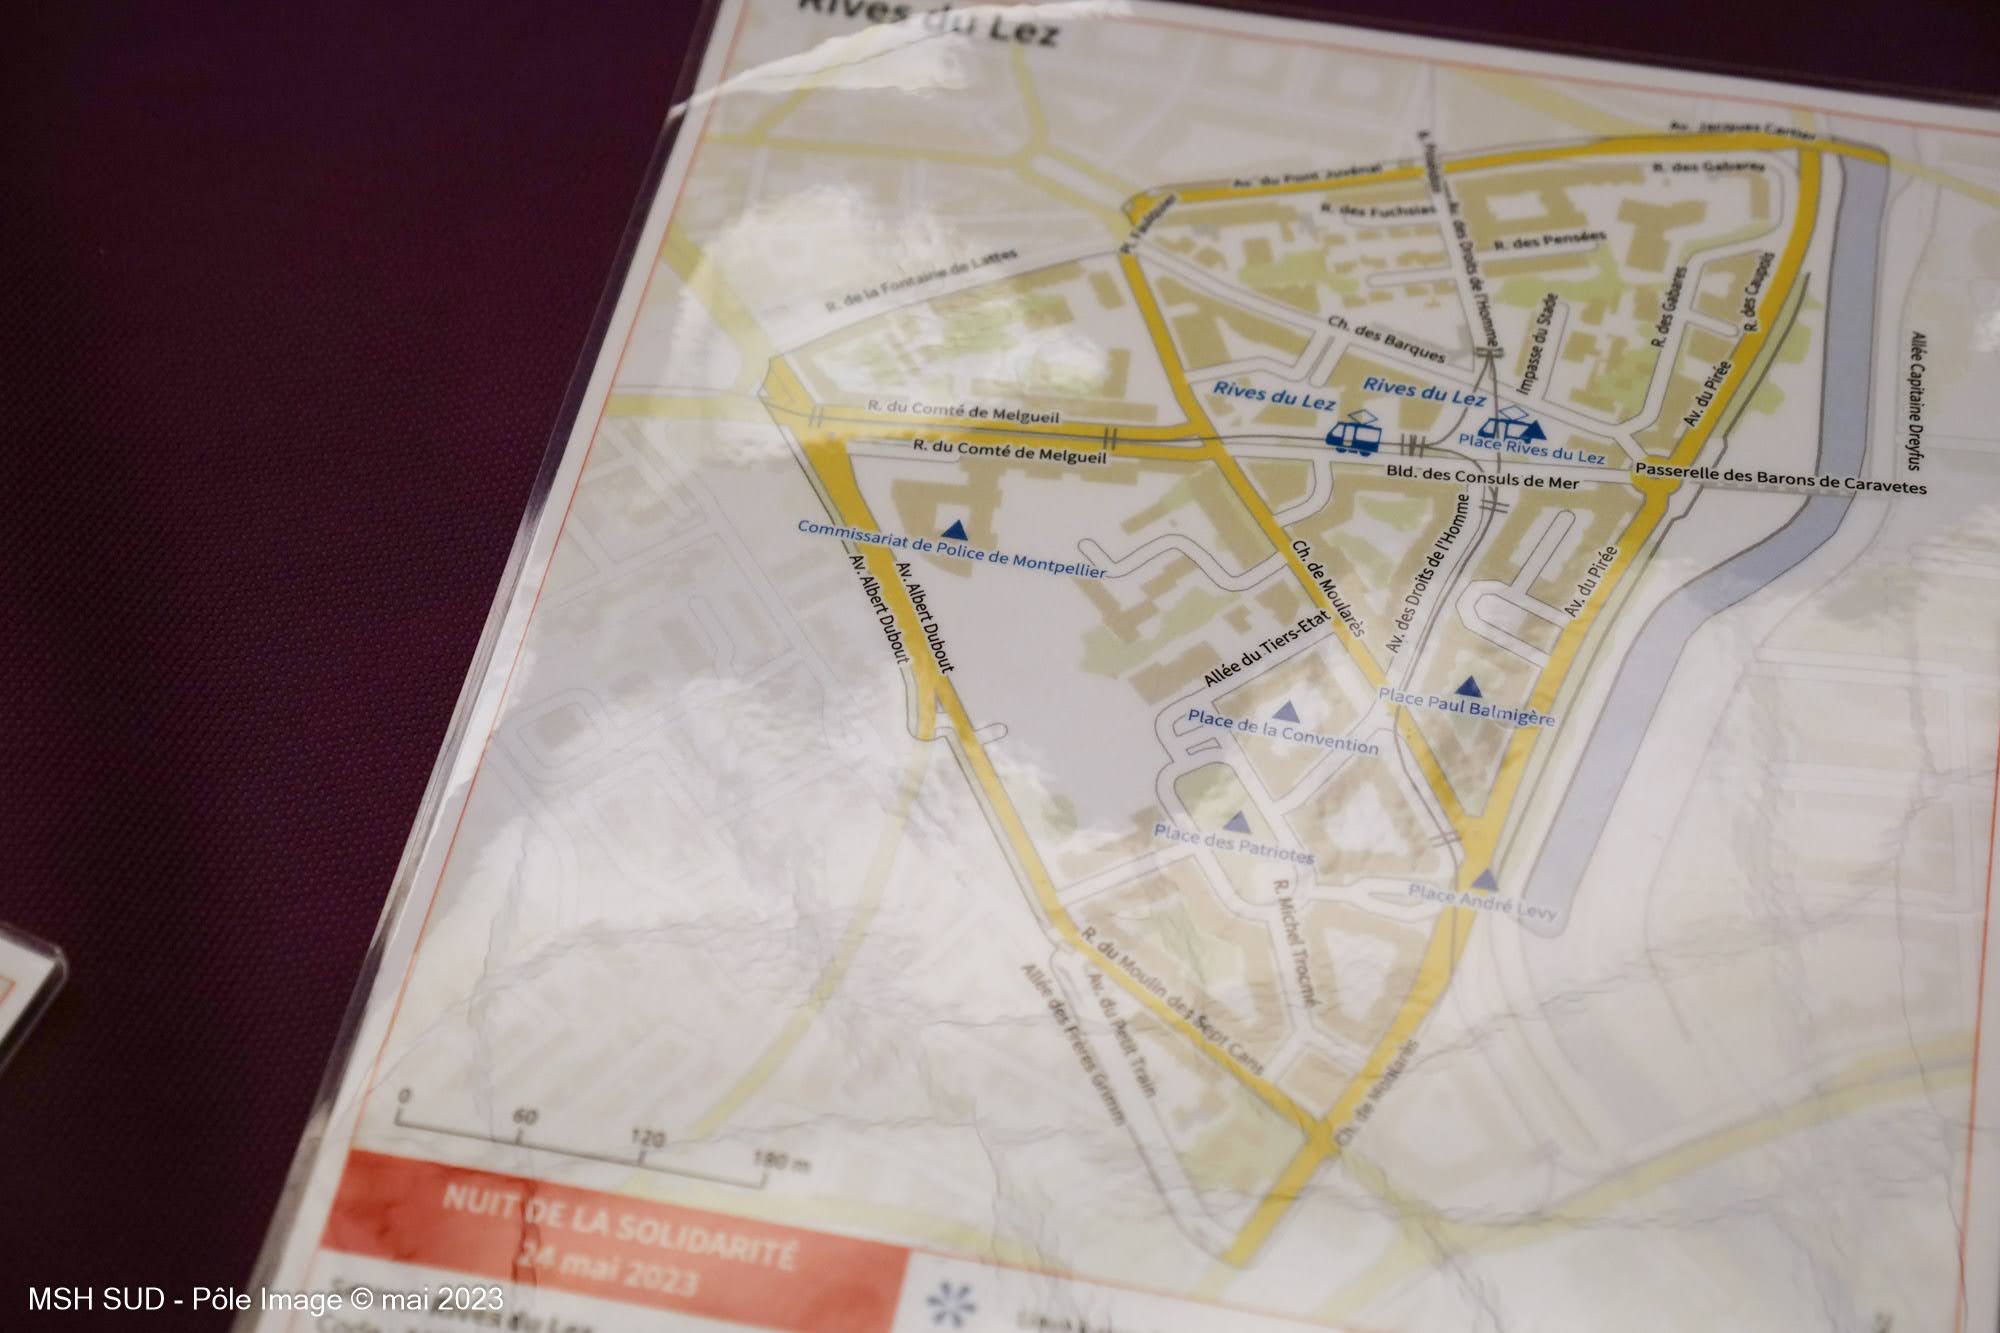 Rives du Lez
Av. Jacques Cartier
R. des Gabares
Av. du Pont Juvénal
R. des Fuchsias
Pl. Faulquier
Av. des Droits de l'Homme
R. des Pensées
R. de la Fontaine de Lattes
R. des Gabares
R. des Caupols
Impasse du Stade
Ch. des Barques
Allée Capitaine Dreyfus
Av. du Pirée
Rives du Lez
Rives du Lez
R. du Comté de Melgueil
R. du Comté de Melgueil
Place Rives du Lez
Bld. des Consuls de Mer
Passerelle des Barons de Caravetes
Commissariat de Police de Montpellier
Av. Albert Dubout
Av. Albert Dubout
Ch. de Moularès
Av. des Droits de l'Homme
Av. du Pirée
Allée du Tiers-Etat
Place de la Convention
Place Paul Balmigère
Place des Patriotes
Place André Levy
R. Michel Trocmé
R. du Moulin des Sept Cans
Av. du Petit Train
Allée des Frères Grimm
Ch. de Moularès
0 60 120 180 m
NUIT DE LA SOLIDARITÉ
24 mai 2023
Rives du Lez
MSH SUD - Pôle Image © mai 2023